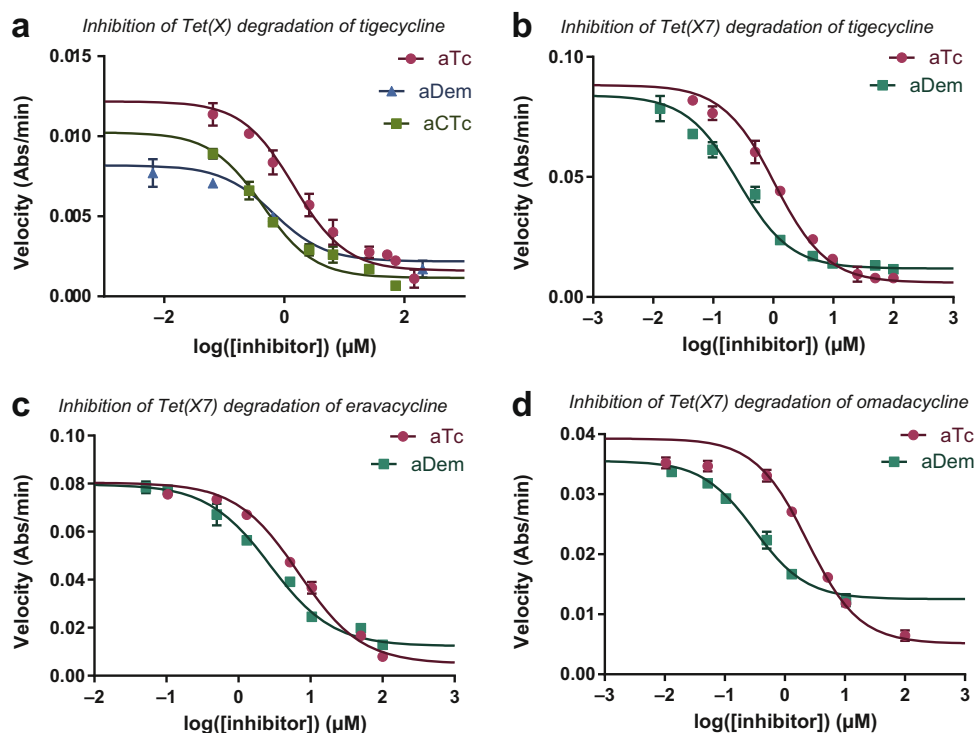 a
Inhibition of Tet(X) degradation of tigecycline
0.015
0.010
0.005
0.000
Velocity (Abs/min)
aTc
aDem
aCTc
−2 0 2
log([inhibitor]) (µM)
b
Inhibition of Tet(X7) degradation of tigecycline
0.10
0.05
0.00
Velocity (Abs/min)
aTc
aDem
−3 −2 −1 0 1 2 3
log([inhibitor]) (µM)
c
Inhibition of Tet(X7) degradation of eravacycline
0.10
0.08
0.06
0.04
0.02
0.00
Velocity (Abs/min)
aTc
aDem
−2 −1 0 1 2 3
log([inhibitor]) (µM)
d
Inhibition of Tet(X7) degradation of omadacycline
0.04
0.03
0.02
0.01
0.00
Velocity (Abs/min)
aTc
aDem
−3 −2 −1 0 1 2 3
log([inhibitor]) (µM)